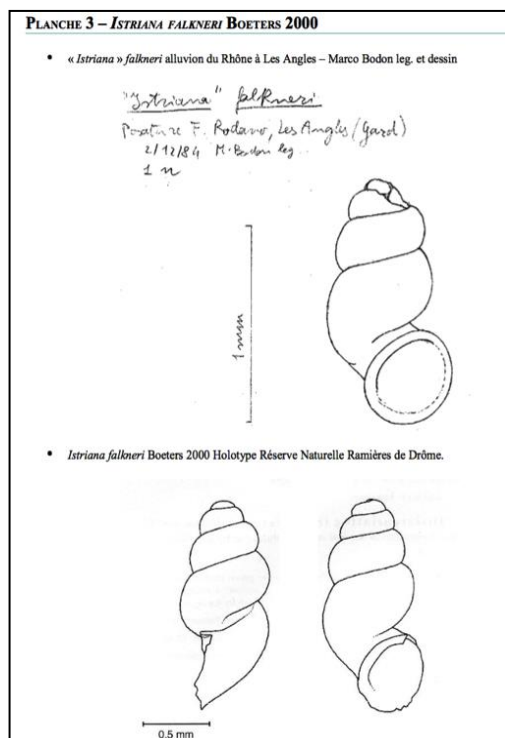 PLANCHE 3 – ISTRIANA FALKNERI BOETERS 2000
• « Istriana » falkneri alluvion du Rhône à Les Angles – Marco Bodon leg. et dessin
"Istriana" falkneri
Posature F. Rodano, Les Angles (Gard)
2/12/84 M. Bodon leg.
1 n
1 mm
• Istriana falkneri Boeters 2000 Holotype Réserve Naturelle Ramières de Drôme.
0.5 mm